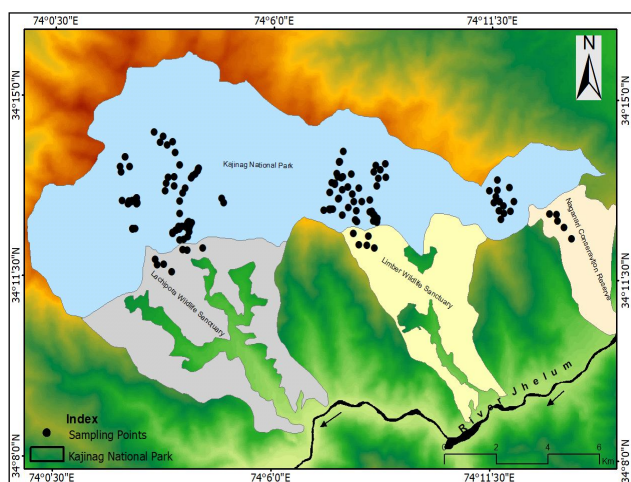 74°0'30"E 74°6'0"E 74°11'30"E
N
34°15'0"N 34°15'0"N
Kajinag National Park
34°11'30"N 34°11'30"N
Lachipora Wildlife Sanctuary
Limber Wildlife Sanctuary
Naganari Conservation Reserve
River Jhelum
Index
Sampling Points
Kajinag National Park
0 2 4 6
Km
34°8'0"N 34°8'0"N
74°0'30"E 74°6'0"E 74°11'30"E